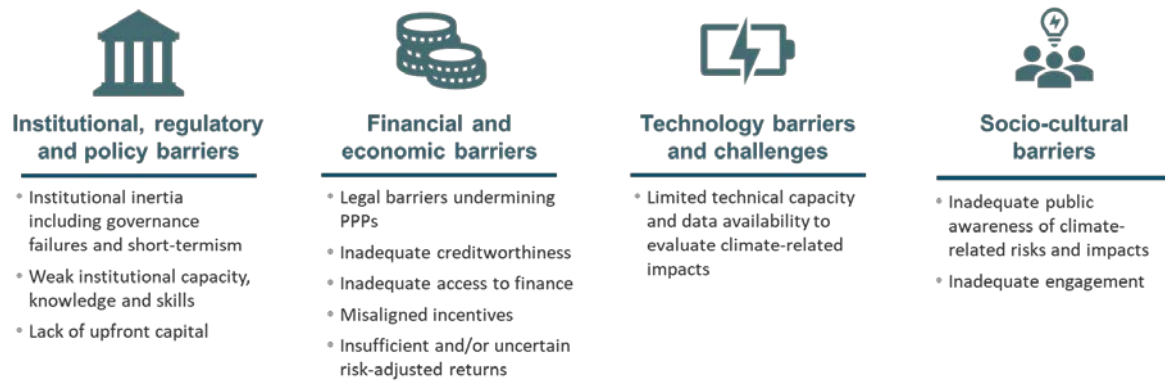 Institutional, regulatory
and policy barriers
• Institutional inertia
including governance
failures and short-termism
• Weak institutional capacity,
knowledge and skills
• Lack of upfront capital
Financial and
economic barriers
• Legal barriers undermining
PPPs
• Inadequate creditworthiness
• Inadequate access to finance
• Misaligned incentives
• Insufficient and/or uncertain
risk-adjusted returns
Technology barriers
and challenges
• Limited technical capacity
and data availability to
evaluate climate-related
impacts
Socio-cultural
barriers
• Inadequate public
awareness of climate-
related risks and impacts
• Inadequate engagement